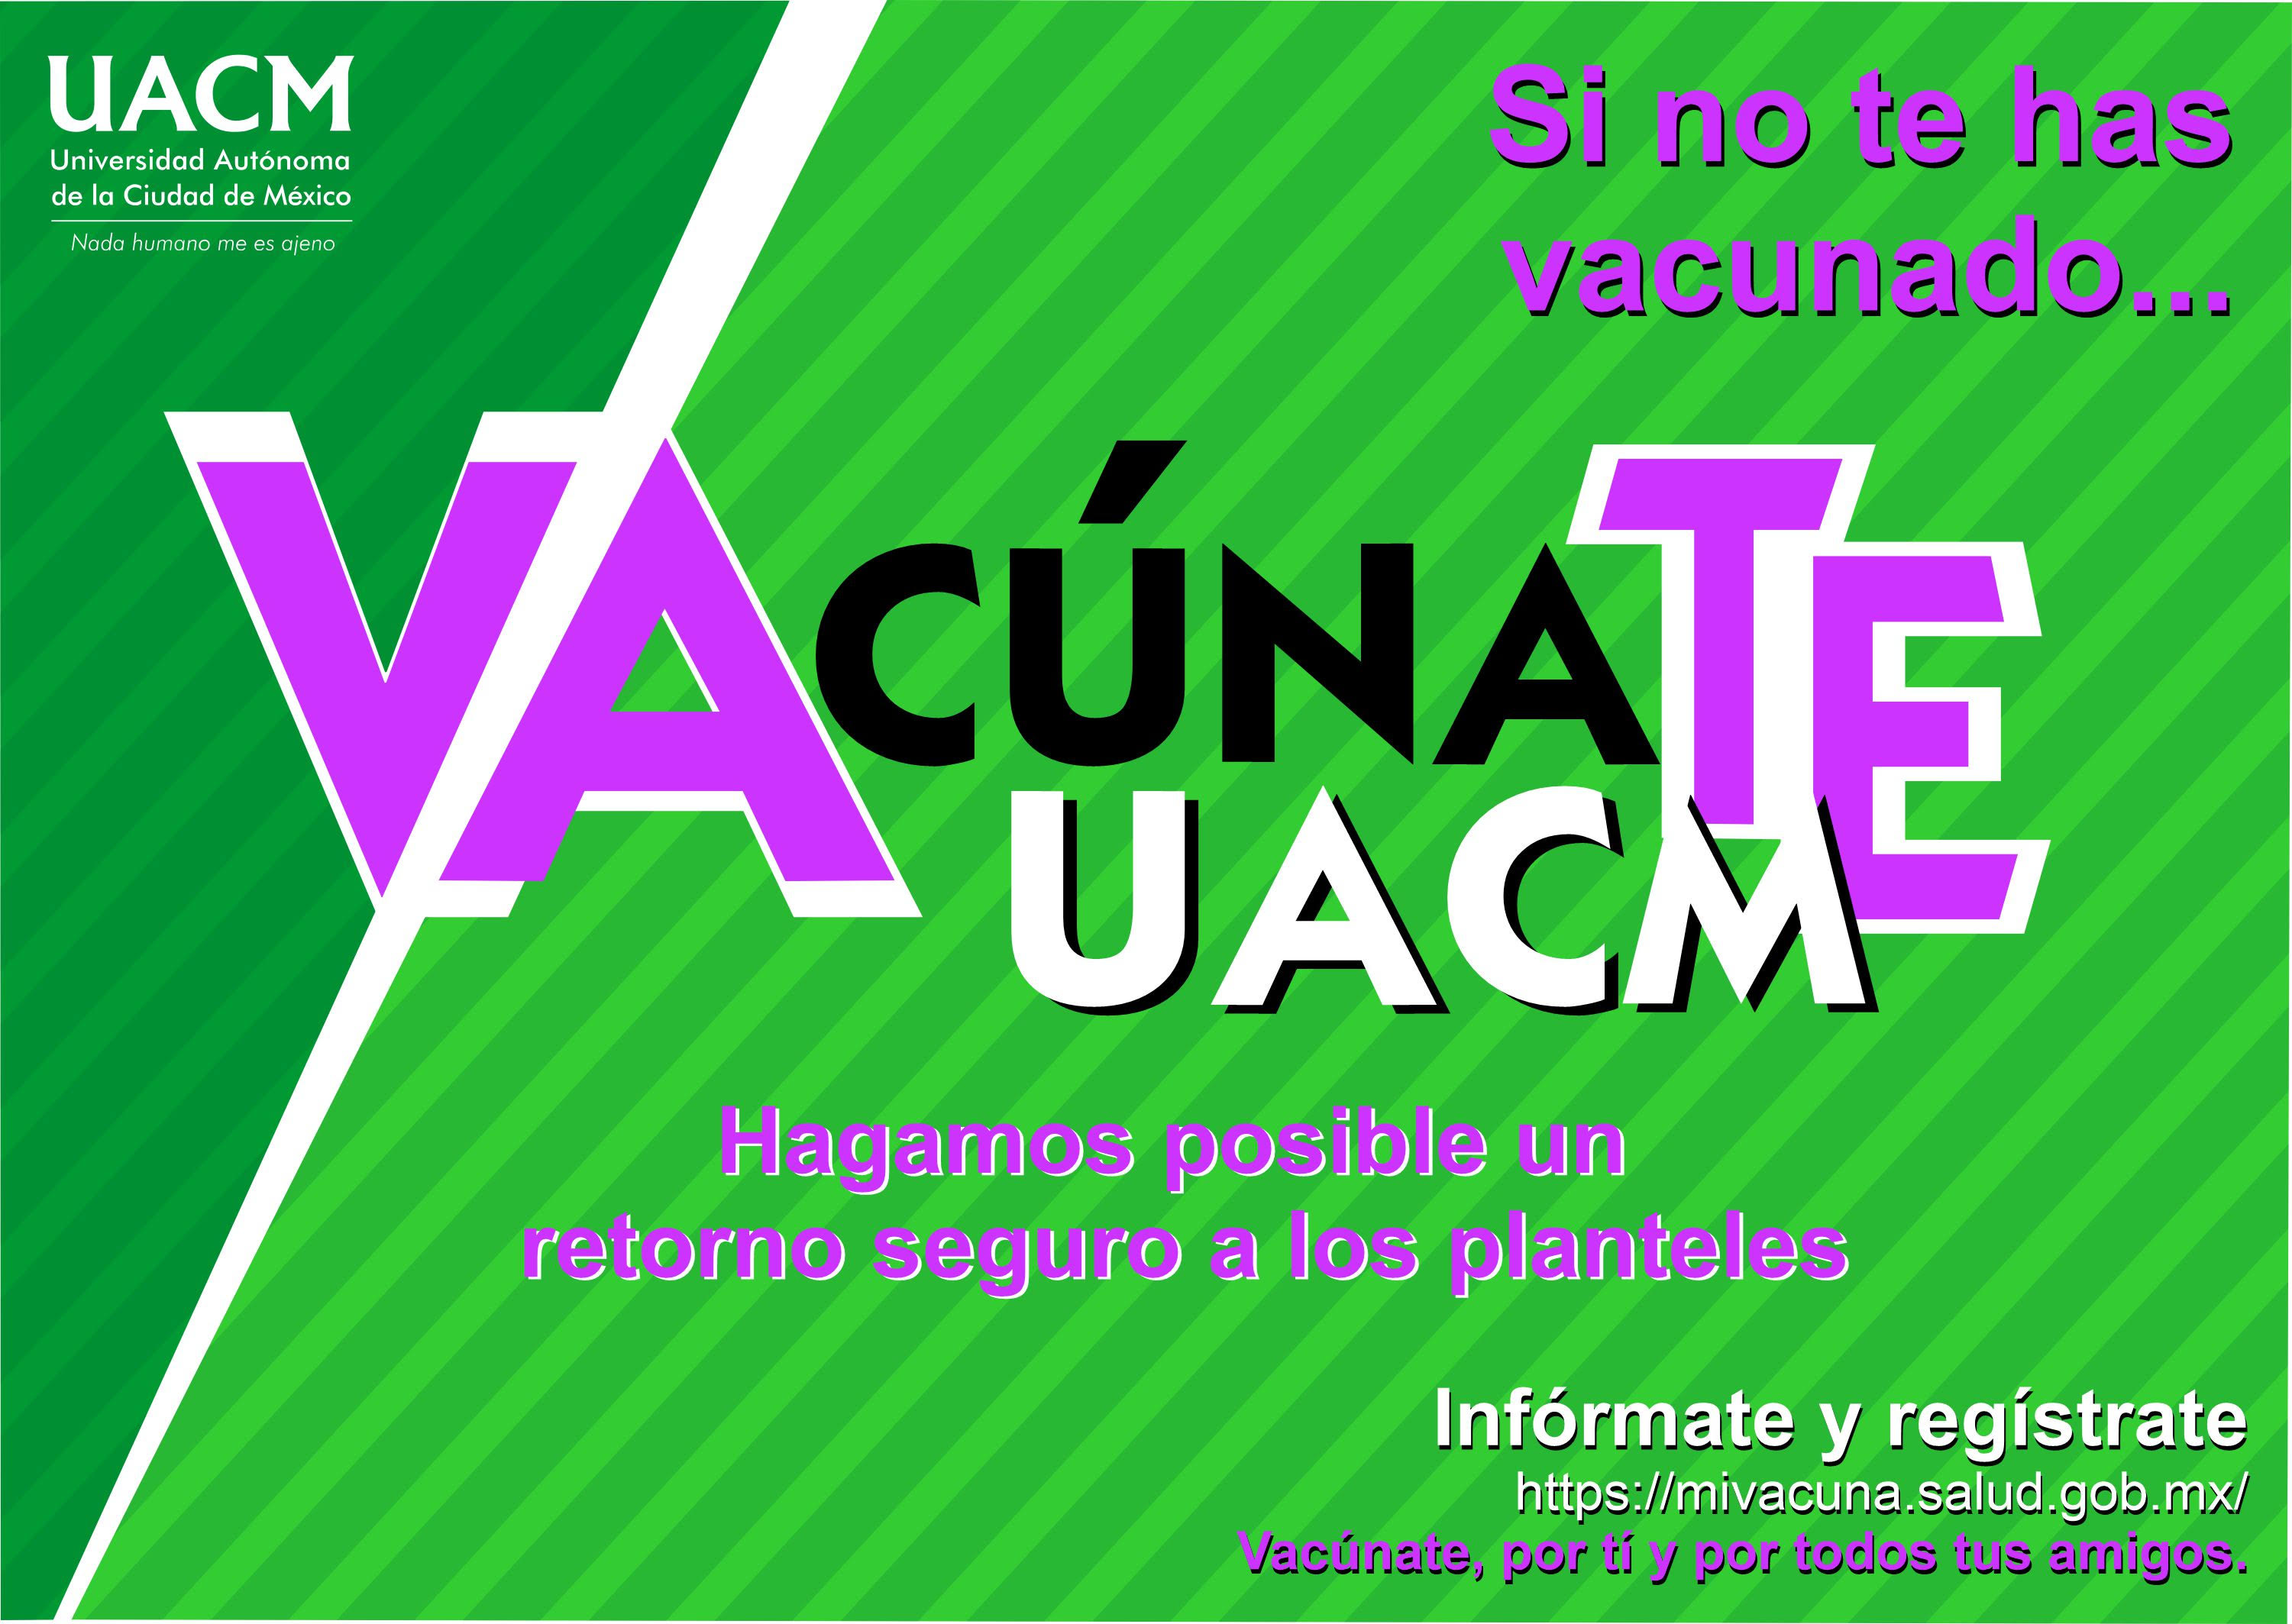 UACM
Universidad Autónoma
de la Ciudad de México
Nada humano me es ajeno
Si no te has
vacunado...
VACÚNATE
UACM
Hagamos posible un
retorno seguro a los planteles
Infórmate y regístrate
https://mivacuna.salud.gob.mx/
Vacúnate, por tí y por todos tus amigos.